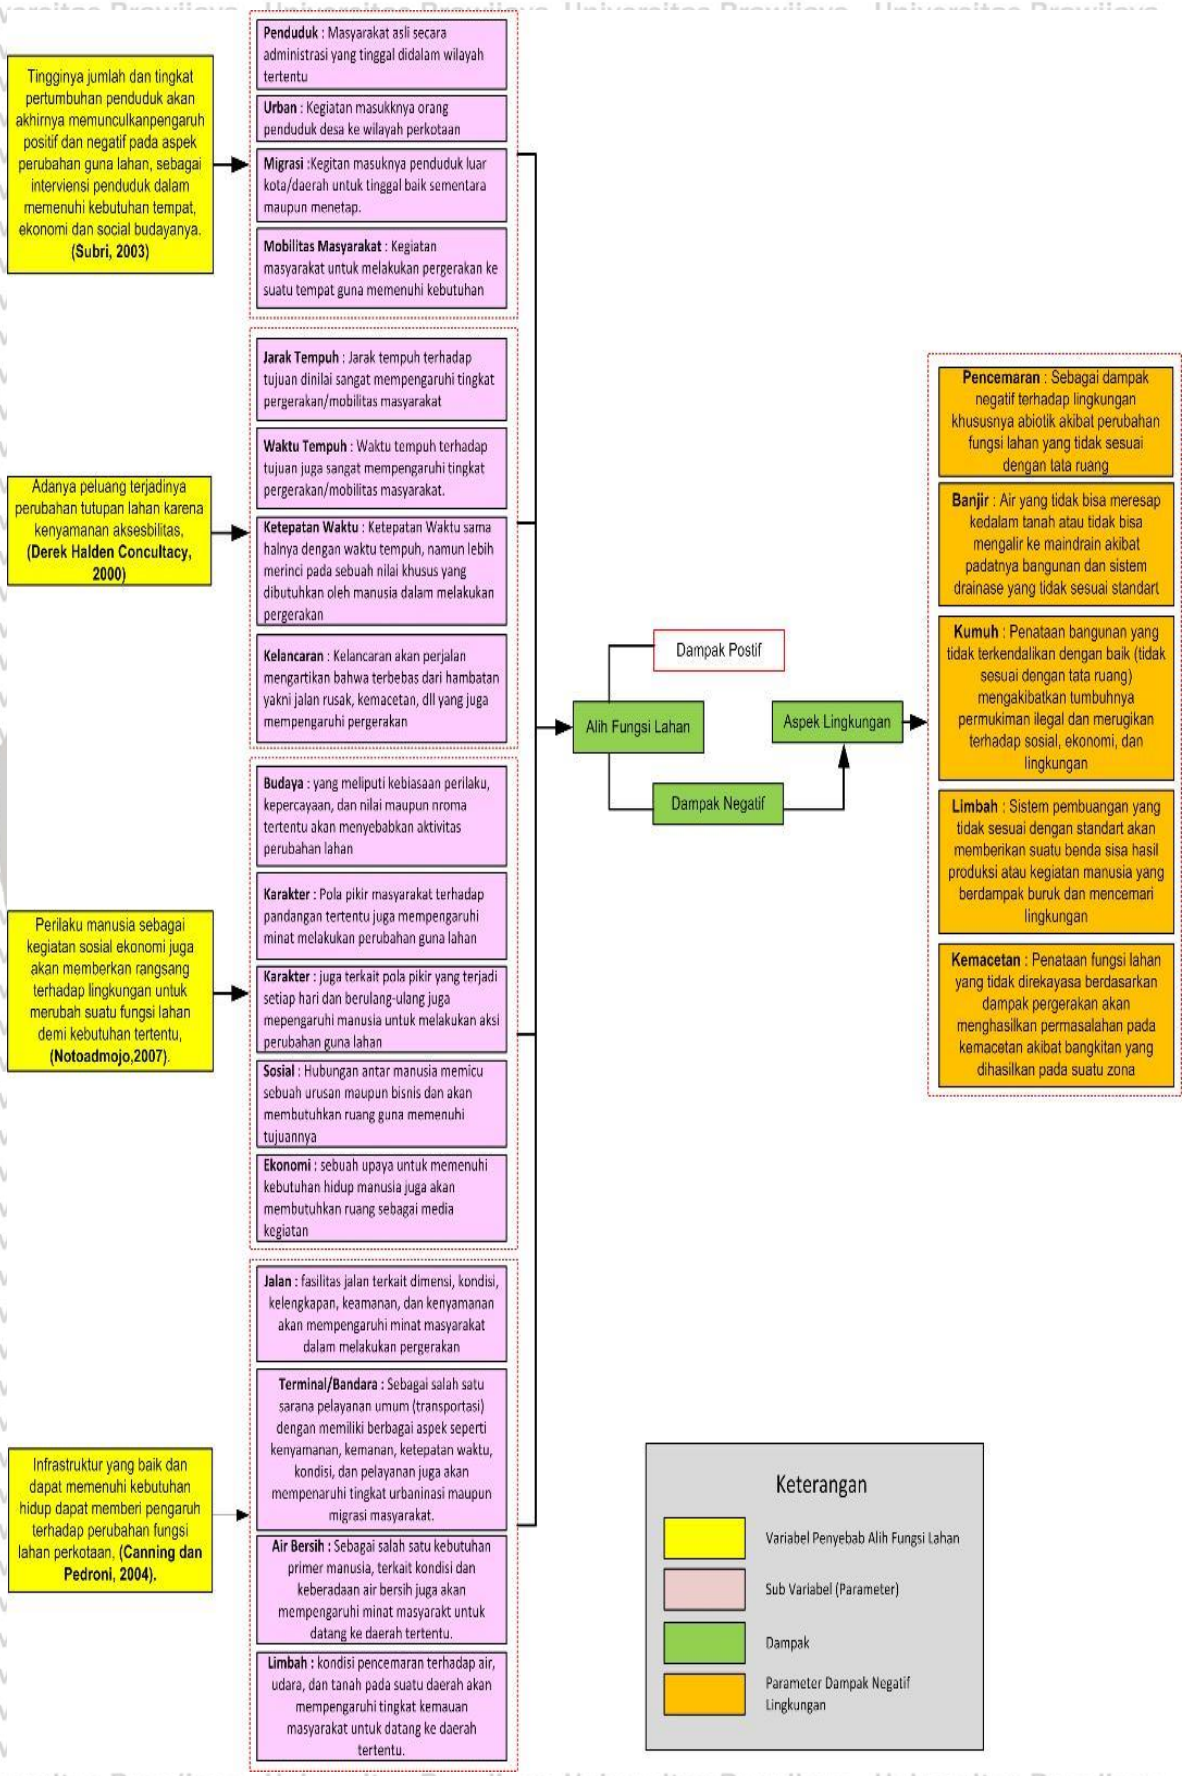 Universitas Brawijaya
Penduduk : Masyarakat asli secara
administrasi yang tinggal didalam wilayah
tertentu
Urban : Kegiatan masukknya orang
penduduk desa ke wilayah perkotaan
Migrasi :Kegitan masuknya penduduk luar
kota/daerah untuk tinggal baik sementara
maupun menetap.
Mobilitas Masyarakat : Kegiatan
masyarakat untuk melakukan pergerakan ke
suatu tempat guna memenuhi kebutuhan
Tingginya jumlah dan tingkat
pertumbuhan penduduk akan
akhirnya memunculkanpengaruh
positif dan negatif pada aspek
perubahan guna lahan, sebagai
interviensi penduduk dalam
memenuhi kebutuhan tempat,
ekonomi dan social budayanya.
(Subri, 2003)
Jarak Tempuh : Jarak tempuh terhadap
tujuan dinilai sangat mempengaruhi tingkat
pergerakan/mobilitas masyarakat
Waktu Tempuh : Waktu tempuh terhadap
tujuan juga sangat mempengaruhi tingkat
pergerakan/mobilitas masyarakat.
Ketepatan Waktu : Ketepatan Waktu sama
halnya dengan waktu tempuh, namun lebih
merinci pada sebuah nilai khusus yang
dibutuhkan oleh manusia dalam melakukan
pergerakan
Kelancaran : Kelancaran akan perjalan
mengartikan bahwa terbebas dari hambatan
yakni jalan rusak, kemacetan, dll yang juga
mempengaruhi pergerakan
Adanya peluang terjadinya
perubahan tutupan lahan karena
kenyamanan aksesbilitas,
(Derek Halden Concultacy,
2000)
Budaya : yang meliputi kebiasaan perilaku,
kepercayaan, dan nilai maupun nroma
tertentu akan menyebabkan aktivitas
perubahan lahan
Karakter : Pola pikir masyarakat terhadap
pandangan tertentu juga mempengaruhi
minat melakukan perubahan guna lahan
Karakter : juga terkait pola pikir yang terjadi
setiap hari dan berulang-ulang juga
mepengaruhi manusia untuk melakukan aksi
perubahan guna lahan
Sosial : Hubungan antar manusia memicu
sebuah urusan maupun bisnis dan akan
membutuhkan ruang guna memenuhi
tujuannya
Ekonomi : sebuah upaya untuk memenuhi
kebutuhan hidup manusia juga akan
membutuhkan ruang sebagai media
kegiatan
Perilaku manusia sebagai
kegiatan sosial ekonomi juga
akan memberkan rangsang
terhadap lingkungan untuk
merubah suatu fungsi lahan
demi kebutuhan tertentu,
(Notoadmojo,2007).
Jalan : fasilitas jalan terkait dimensi, kondisi,
kelengkapan, keamanan, dan kenyamanan
akan mempengaruhi minat masyarakat
dalam melakukan pergerakan
Terminal/Bandara : Sebagai salah satu
sarana pelayanan umum (transportasi)
dengan memiliki berbagai aspek seperti
kenyamanan, kemanan, ketepatan waktu,
kondisi, dan pelayanan juga akan
mempenaruhi tingkat urbaninasi maupun
migrasi masyarakat.
Air Bersih : Sebagai salah satu kebutuhan
primer manusia, terkait kondisi dan
keberadaan air bersih juga akan
mempengaruhi minat masyarakt untuk
datang ke daerah tertentu.
Limbah : kondisi pencemaran terhadap air,
udara, dan tanah pada suatu daerah akan
mempengaruhi tingkat kemauan
masyarakat untuk datang ke daerah
tertentu.
Infrastruktur yang baik dan
dapat memenuhi kebutuhan
hidup dapat memberi pengaruh
terhadap perubahan fungsi
lahan perkotaan, (Canning dan
Pedroni, 2004).
Dampak Postif
Alih Fungsi Lahan
Aspek Lingkungan
Dampak Negatif
Pencemaran : Sebagai dampak
negatif terhadap lingkungan
khususnya abiotik akibat perubahan
fungsi lahan yang tidak sesuai
dengan tata ruang
Banjir : Air yang tidak bisa meresap
kedalam tanah atau tidak bisa
mengalir ke maindrain akibat
padatnya bangunan dan sistem
drainase yang tidak sesuai standart
Kumuh : Penataan bangunan yang
tidak terkendalikan dengan baik (tidak
sesuai dengan tata ruang)
mengakibatkan tumbuhnya
permukiman ilegal dan merugikan
terhadap sosial, ekonomi, dan
lingkungan
Limbah : Sistem pembuangan yang
tidak sesuai dengan standart akan
memberikan suatu benda sisa hasil
produksi atau kegiatan manusia yang
berdampak buruk dan mencemari
lingkungan
Kemacetan : Penataan fungsi lahan
yang tidak direkayasa berdasarkan
dampak pergerakan akan
menghasilkan permasalahan pada
kemacetan akibat bangkitan yang
dihasilkan pada suatu zona
Keterangan
Variabel Penyebab Alih Fungsi Lahan
Sub Variabel (Parameter)
Dampak
Parameter Dampak Negatif
Lingkungan